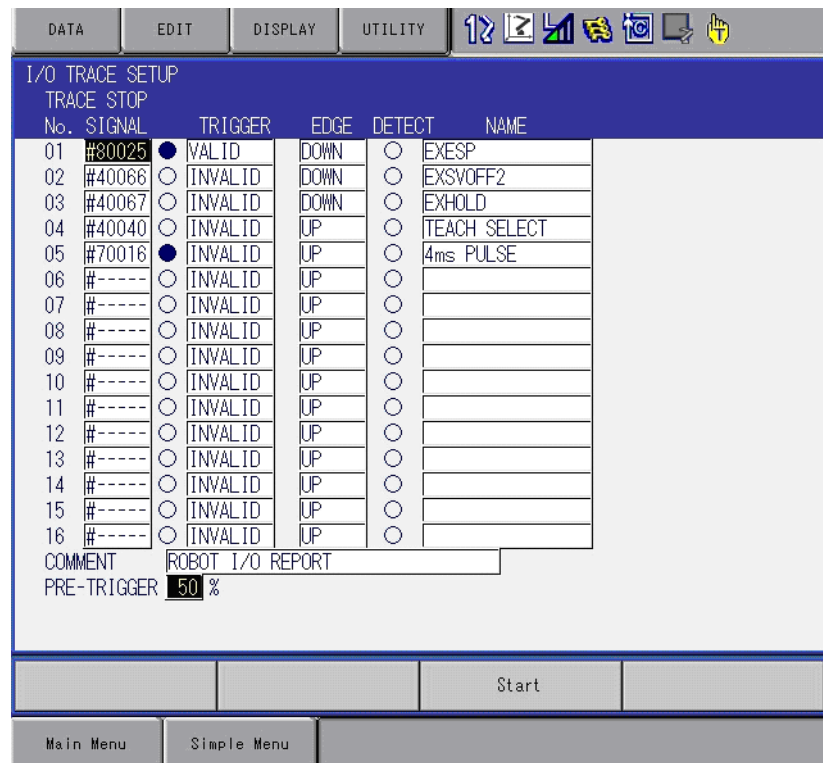 DATA EDIT DISPLAY UTILITY
I/O TRACE SETUP
TRACE STOP
No. SIGNAL TRIGGER EDGE DETECT NAME
01 #80025 VALID DOWN EXESP
02 #40066 INVALID DOWN EXSVOFF2
03 #40067 INVALID DOWN EXHOLD
04 #40040 INVALID UP TEACH SELECT
05 #70016 INVALID UP 4ms PULSE
06 #----- INVALID UP
07 #----- INVALID UP
08 #----- INVALID UP
09 #----- INVALID UP
10 #----- INVALID UP
11 #----- INVALID UP
12 #----- INVALID UP
13 #----- INVALID UP
14 #----- INVALID UP
15 #----- INVALID UP
16 #----- INVALID UP
COMMENT ROBOT I/O REPORT
PRE-TRIGGER 50 %
Start
Main Menu Simple Menu